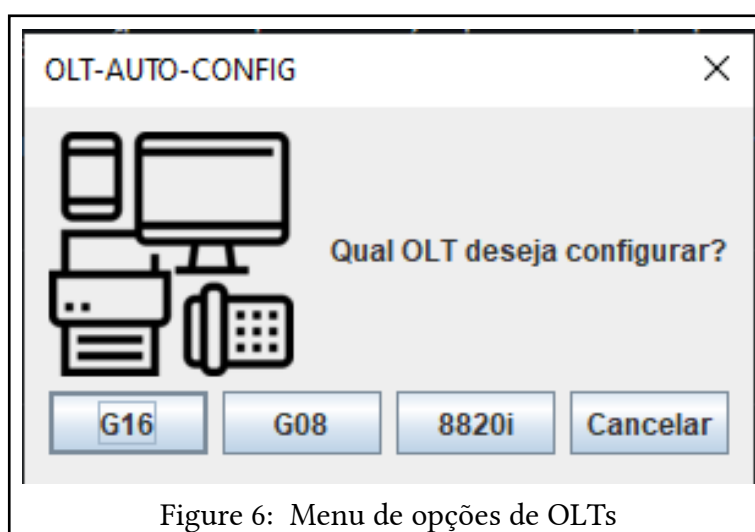 OLT-AUTO-CONFIG
Qual OLT deseja configurar?
G16 G08 8820i Cancelar
Figure 6: Menu de opções de OLTs